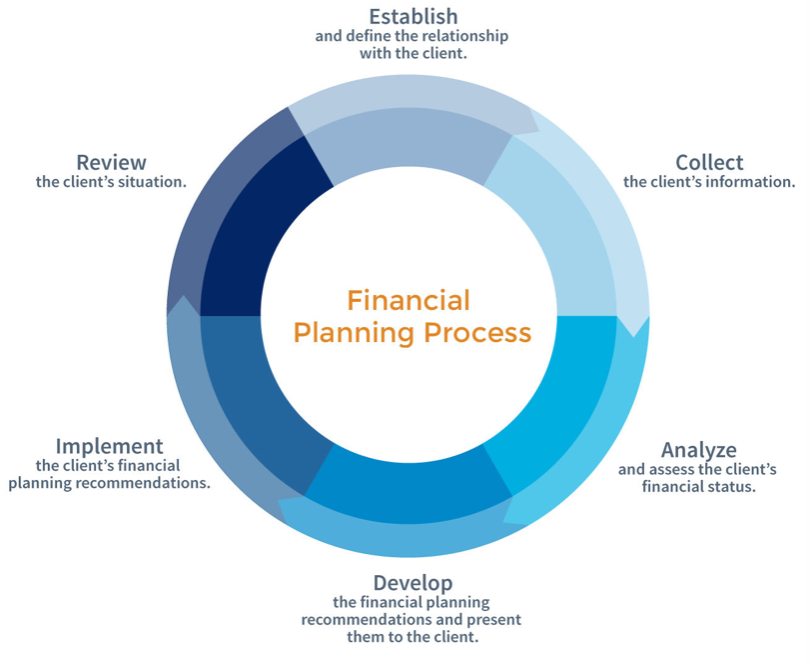 Establish
and define the relationship
with the client.
Collect
the client's information.
Analyze
and assess the client's
financial status.
Develop
the financial planning
recommendations and present
them to the client.
Implement
the client's financial
planning recommendations.
Review
the client's situation.
Financial
Planning Process